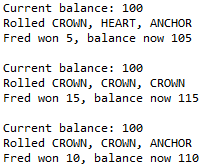 Current balance: 100
Rolled CROWN, HEART, ANCHOR
Fred won 5, balance now 105
Current balance: 100
Rolled CROWN, CROWN, CROWN
Fred won 15, balance now 115
Current balance: 100
Rolled CROWN, CROWN, ANCHOR
Fred won 10, balance now 110